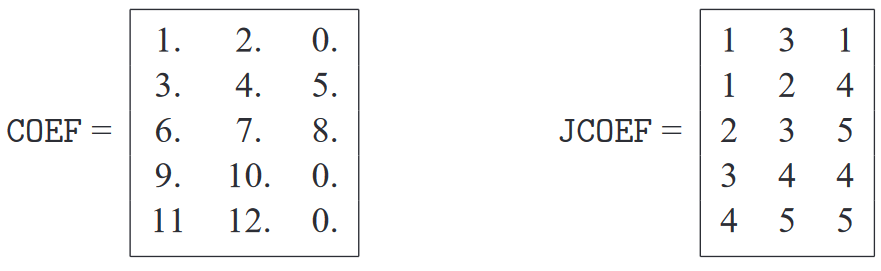 1. 2. 0. 1 3 1
3. 4. 5. 1 2 4
COEF = 6. 7. 8. JCOEF = 2 3 5
9. 10. 0. 3 4 4
11 12. 0. 4 5 5